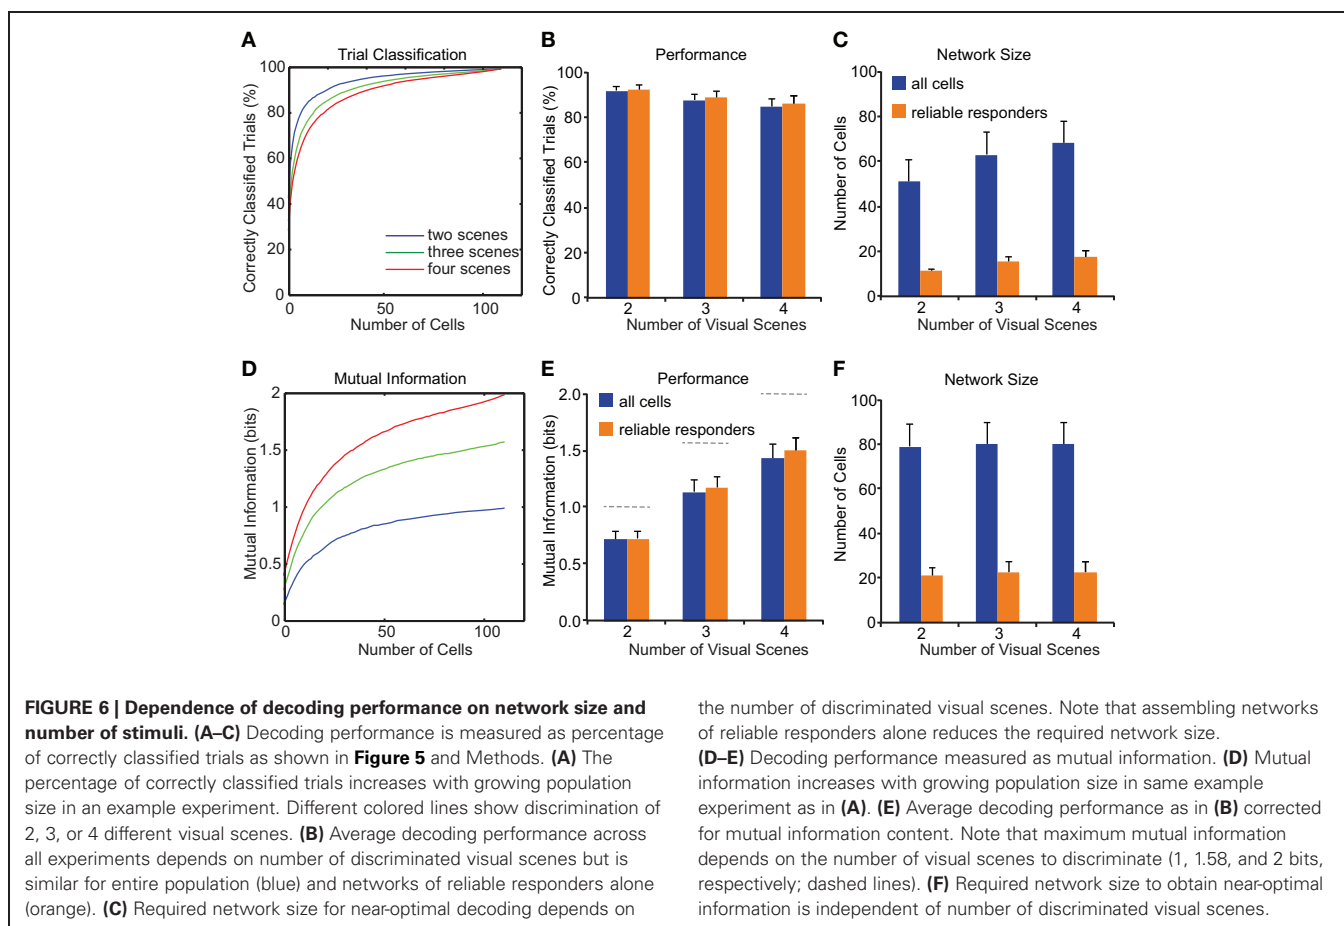 A
Trial Classification
100
80
60
40
20
0
Correctly Classified Trials (%)
two scenes
three scenes
four scenes
0
50
100
Number of Cells
B
Performance
100
80
60
40
20
0
Correctly Classified Trials (%)
2
3
4
Number of Visual Scenes
C
Network Size
100
80
60
40
20
0
Number of Cells
all cells
reliable responders
2
3
4
Number of Visual Scenes
D
Mutual Information
2
1.5
1
0.5
0
Mutual Information (bits)
0
50
100
Number of Cells
E
Performance
2.0
1.5
1.0
0.5
0.0
Mutual Information (bits)
all cells
reliable responders
2
3
4
Number of Visual Scenes
F
Network Size
100
80
60
40
20
0
Number of Cells
2
3
4
Number of Visual Scenes
FIGURE 6 | Dependence of decoding performance on network size and
number of stimuli. (A–C) Decoding performance is measured as percentage
of correctly classified trials as shown in Figure 5 and Methods. (A) The
percentage of correctly classified trials increases with growing population
size in an example experiment. Different colored lines show discrimination of
2, 3, or 4 different visual scenes. (B) Average decoding performance across
all experiments depends on number of discriminated visual scenes but is
similar for entire population (blue) and networks of reliable responders alone
(orange). (C) Required network size for near-optimal decoding depends on
the number of discriminated visual scenes. Note that assembling networks
of reliable responders alone reduces the required network size.
(D–E) Decoding performance measured as mutual information. (D) Mutual
information increases with growing population size in same example
experiment as in (A). (E) Average decoding performance as in (B) corrected
for mutual information content. Note that maximum mutual information
depends on the number of visual scenes to discriminate (1, 1.58, and 2 bits,
respectively; dashed lines). (F) Required network size to obtain near-optimal
information is independent of number of discriminated visual scenes.